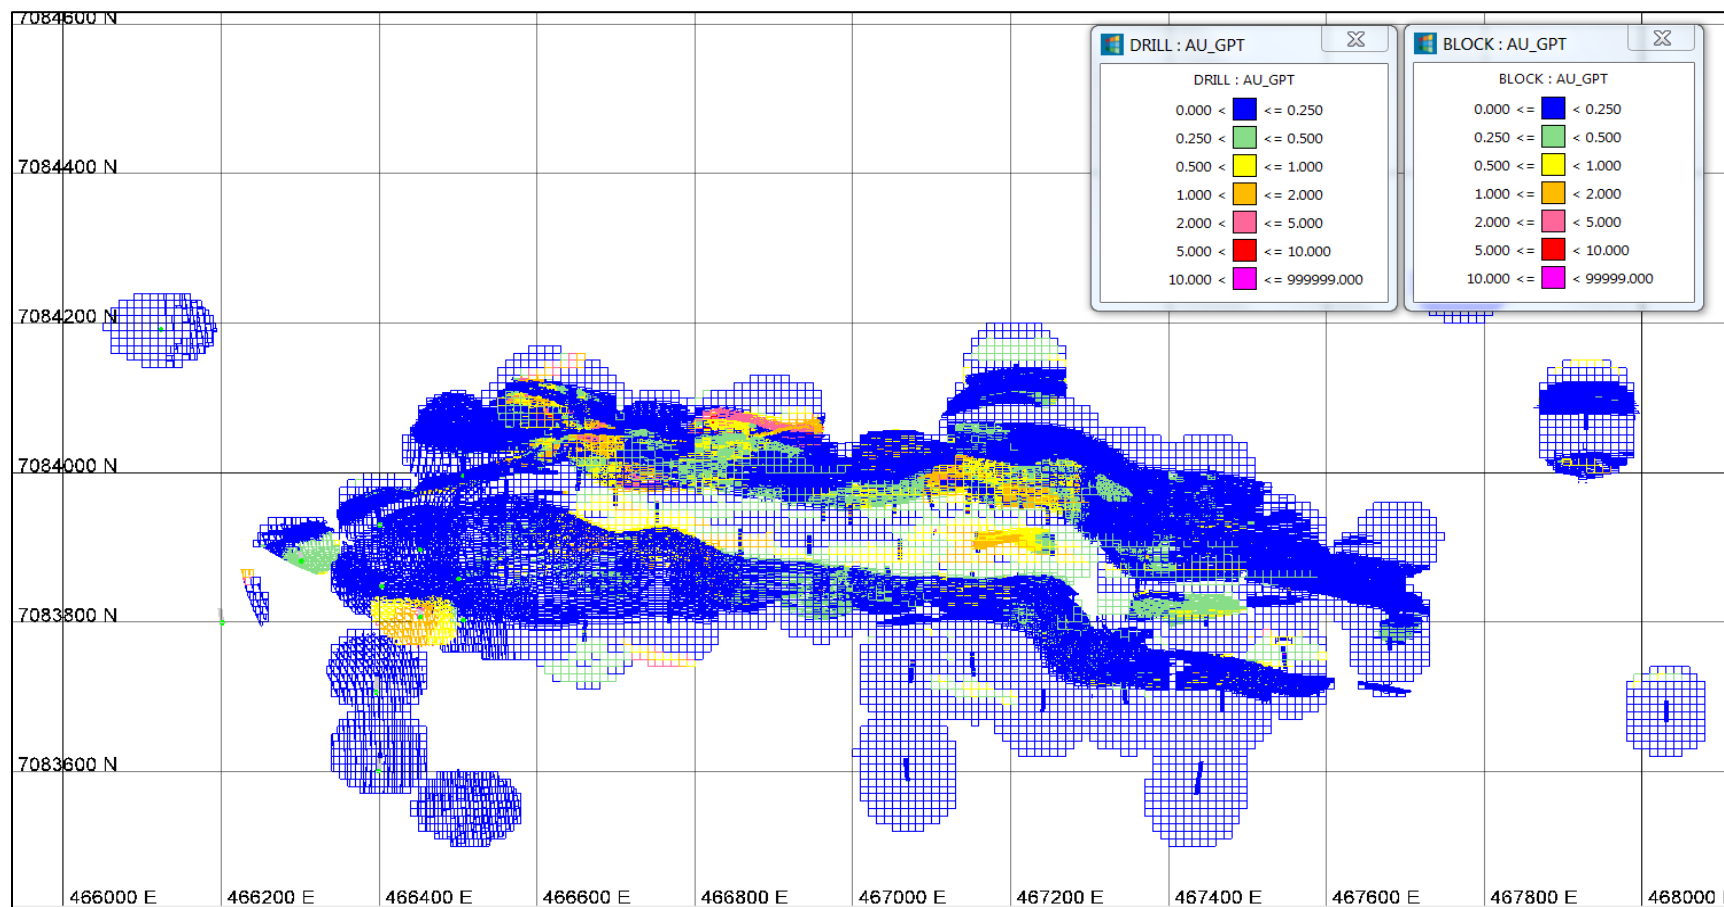 7084600 N
DRILL : AU_GPT
BLOCK : AU_GPT
DRILL : AU_GPT
0.000 < <= 0.250
0.250 < <= 0.500
0.500 < <= 1.000
1.000 < <= 2.000
2.000 < <= 5.000
5.000 < <= 10.000
10.000 < <= 999999.000
BLOCK : AU_GPT
0.000 <= < 0.250
0.250 <= < 0.500
0.500 <= < 1.000
1.000 <= < 2.000
2.000 <= < 5.000
5.000 <= < 10.000
10.000 <= < 99999.000
7084400 N
7084200 N
7084000 N
7083800 N
7083600 N
466000 E
466200 E
466400 E
466600 E
466800 E
467000 E
467200 E
467400 E
467600 E
467800 E
468000 E